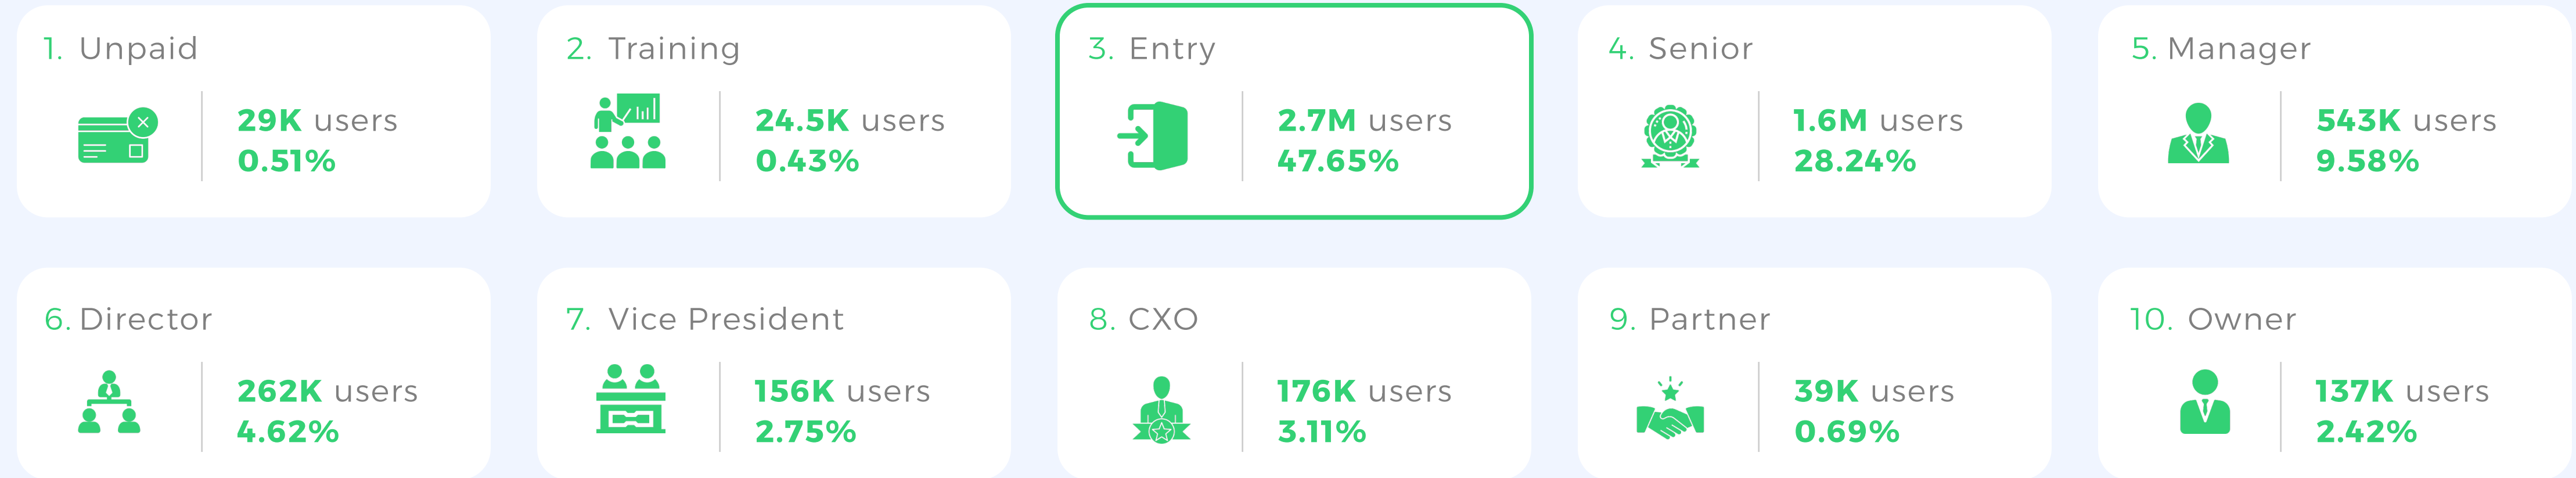 1. Unpaid
29K users
0.51%
2. Training
24.5K users
0.43%
3. Entry
2.7M users
47.65%
4. Senior
1.6M users
28.24%
5. Manager
543K users
9.58%
6. Director
262K users
4.62%
7. Vice President
156K users
2.75%
8. CXO
176K users
3.11%
9. Partner
39K users
0.69%
10. Owner
137K users
2.42%